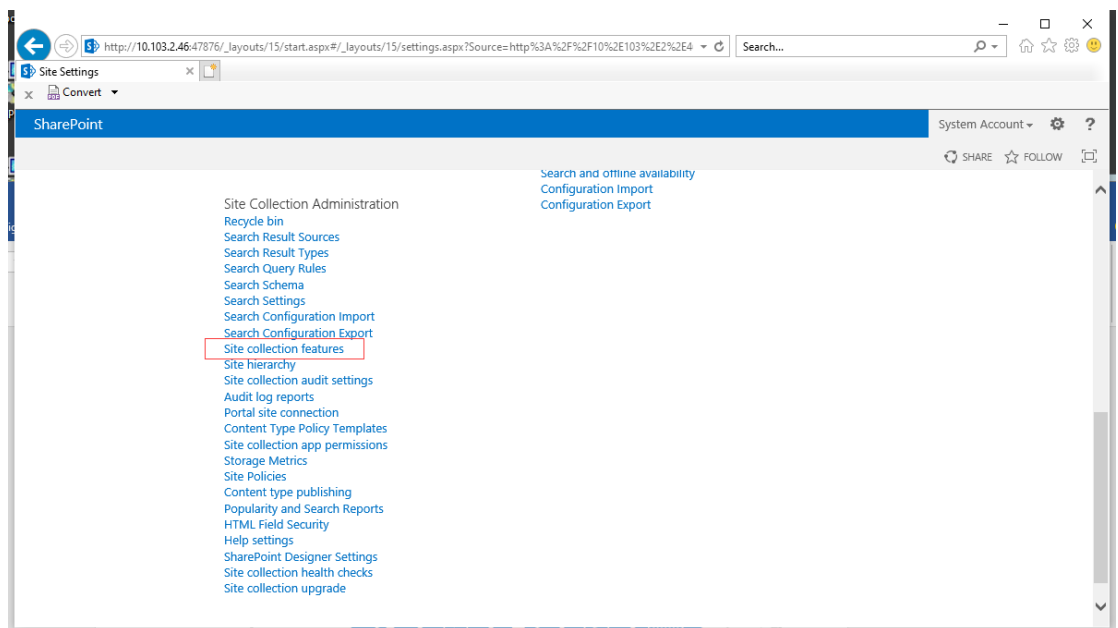 http://10.103.2.46:47876/_layouts/15/start.aspx#/_layouts/15/settings.aspx?Source=http%3A%2F%2F10%2E103%2E2%2E4
Search...
Site Settings
x Convert
SharePoint
System Account
?
SHARE
FOLLOW
Search and offline availability
Configuration Import
Configuration Export
Site Collection Administration
Recycle bin
Search Result Sources
Search Result Types
Search Query Rules
Search Schema
Search Settings
Search Configuration Import
Search Configuration Export
Site collection features
Site hierarchy
Site collection audit settings
Audit log reports
Portal site connection
Content Type Policy Templates
Site collection app permissions
Storage Metrics
Site Policies
Content type publishing
Popularity and Search Reports
HTML Field Security
Help settings
SharePoint Designer Settings
Site collection health checks
Site collection upgrade